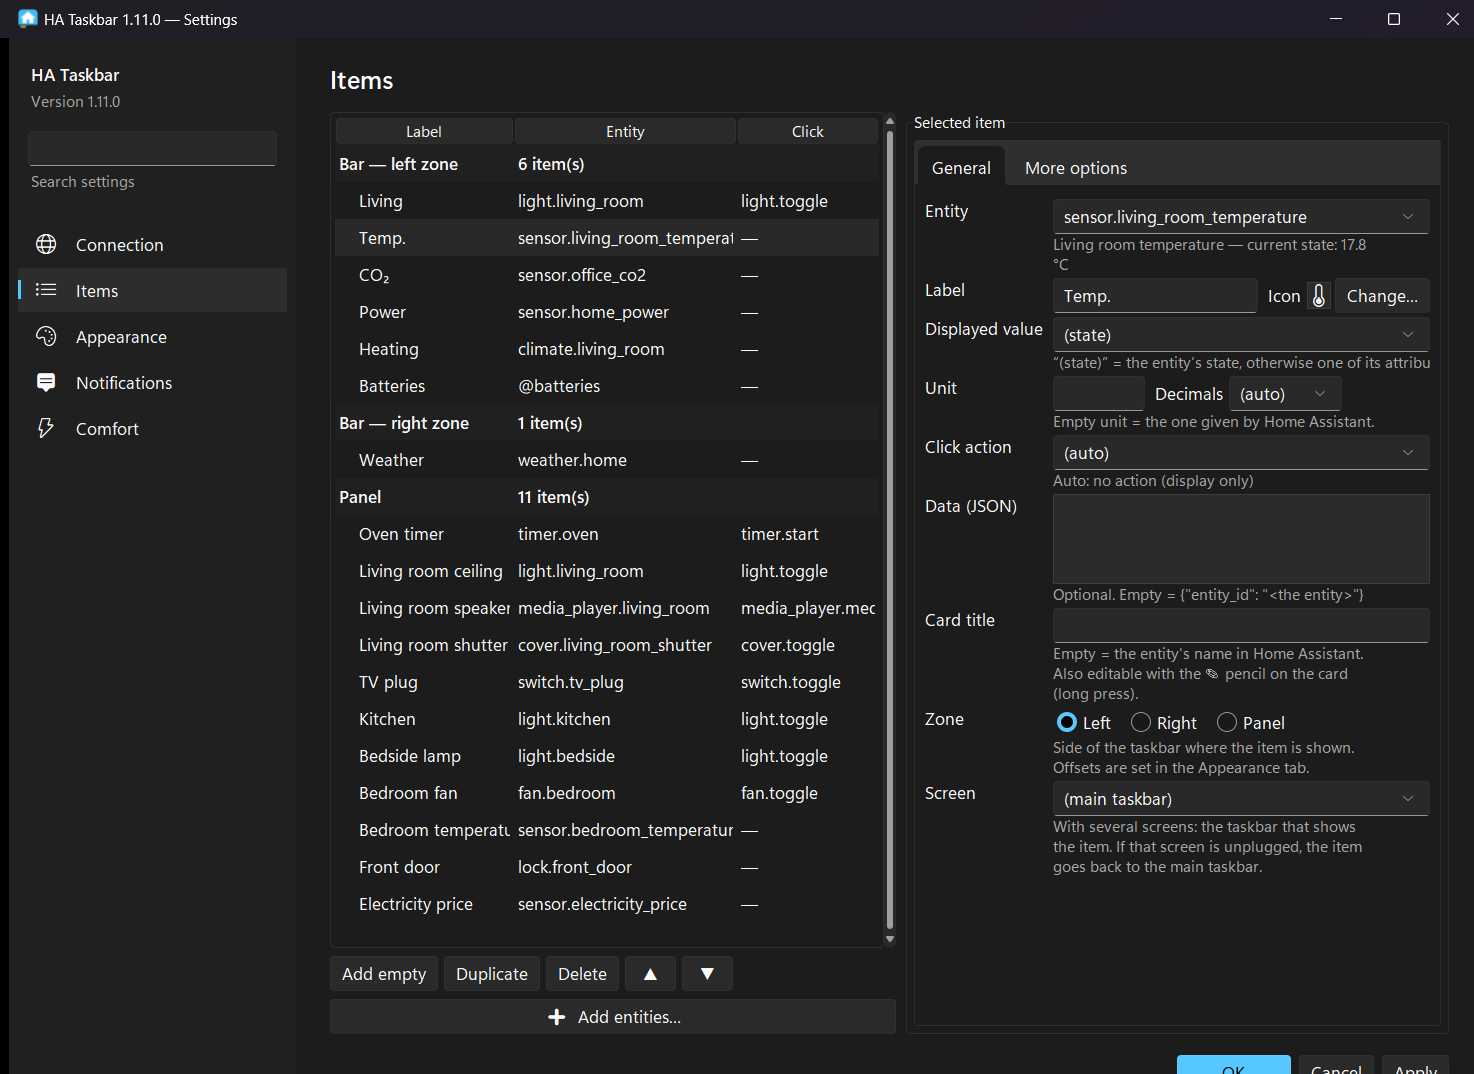 HA Taskbar 1.11.0 — Settings
HA Taskbar
Version 1.11.0
Search settings
Connection
Items
Appearance
Notifications
Comfort
Items
Label Entity Click
Bar — left zone 6 item(s)
Living light.living_room light.toggle
Temp. sensor.living_room_temperat —
CO₂ sensor.office_co2 —
Power sensor.home_power —
Heating climate.living_room —
Batteries @batteries —
Bar — right zone 1 item(s)
Weather weather.home —
Panel 11 item(s)
Oven timer timer.oven timer.start
Living room ceiling light.living_room light.toggle
Living room speaker media_player.living_room media_player.med
Living room shutter cover.living_room_shutter cover.toggle
TV plug switch.tv_plug switch.toggle
Kitchen light.kitchen light.toggle
Bedside lamp light.bedside light.toggle
Bedroom fan fan.bedroom fan.toggle
Bedroom temperatu sensor.bedroom_temperatur —
Front door lock.front_door —
Electricity price sensor.electricity_price —
Add empty Duplicate Delete ▲ ▼
Add entities...
Selected item
General More options
Entity sensor.living_room_temperature
Living room temperature — current state: 17.8
°C
Label Temp. Icon Change...
Displayed value (state)
“(state)” = the entity's state, otherwise one of its attribu
Unit Decimals (auto)
Empty unit = the one given by Home Assistant.
Click action (auto)
Auto: no action (display only)
Data (JSON)
Optional. Empty = {"entity_id": "<the entity>"}
Card title
Empty = the entity's name in Home Assistant.
Also editable with the ✎ pencil on the card
(long press).
Zone Left Right Panel
Side of the taskbar where the item is shown.
Offsets are set in the Appearance tab.
Screen (main taskbar)
With several screens: the taskbar that shows
the item. If that screen is unplugged, the item
goes back to the main taskbar.
OK Cancel Apply